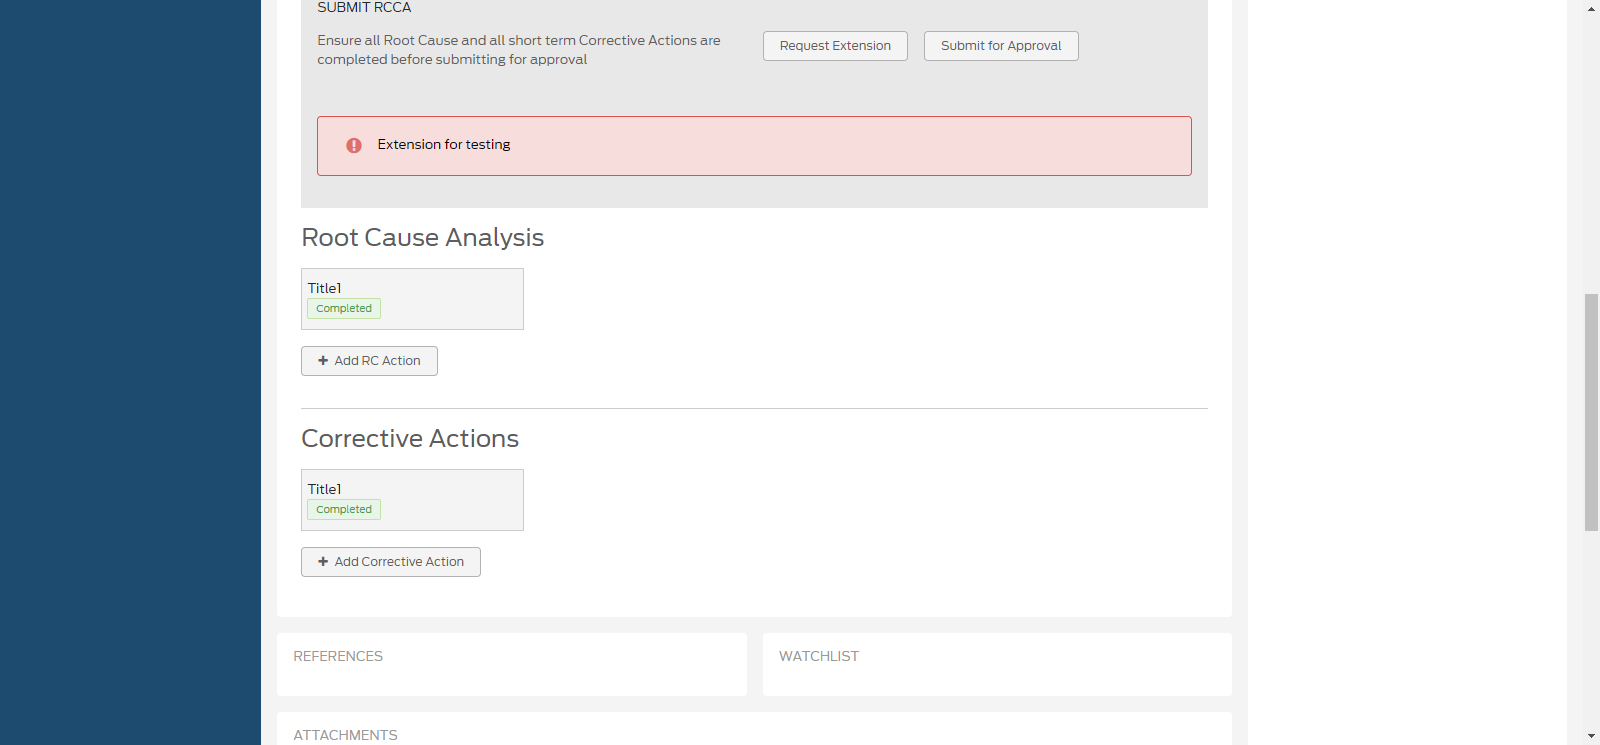 SUBMIT RCCA
Ensure all Root Cause and all short term Corrective Actions are
completed before submitting for approval
Request Extension
Submit for Approval
Extension for testing
Root Cause Analysis
Title1
Completed
+ Add RC Action
Corrective Actions
Title1
Completed
+ Add Corrective Action
REFERENCES
WATCHLIST
ATTACHMENTS